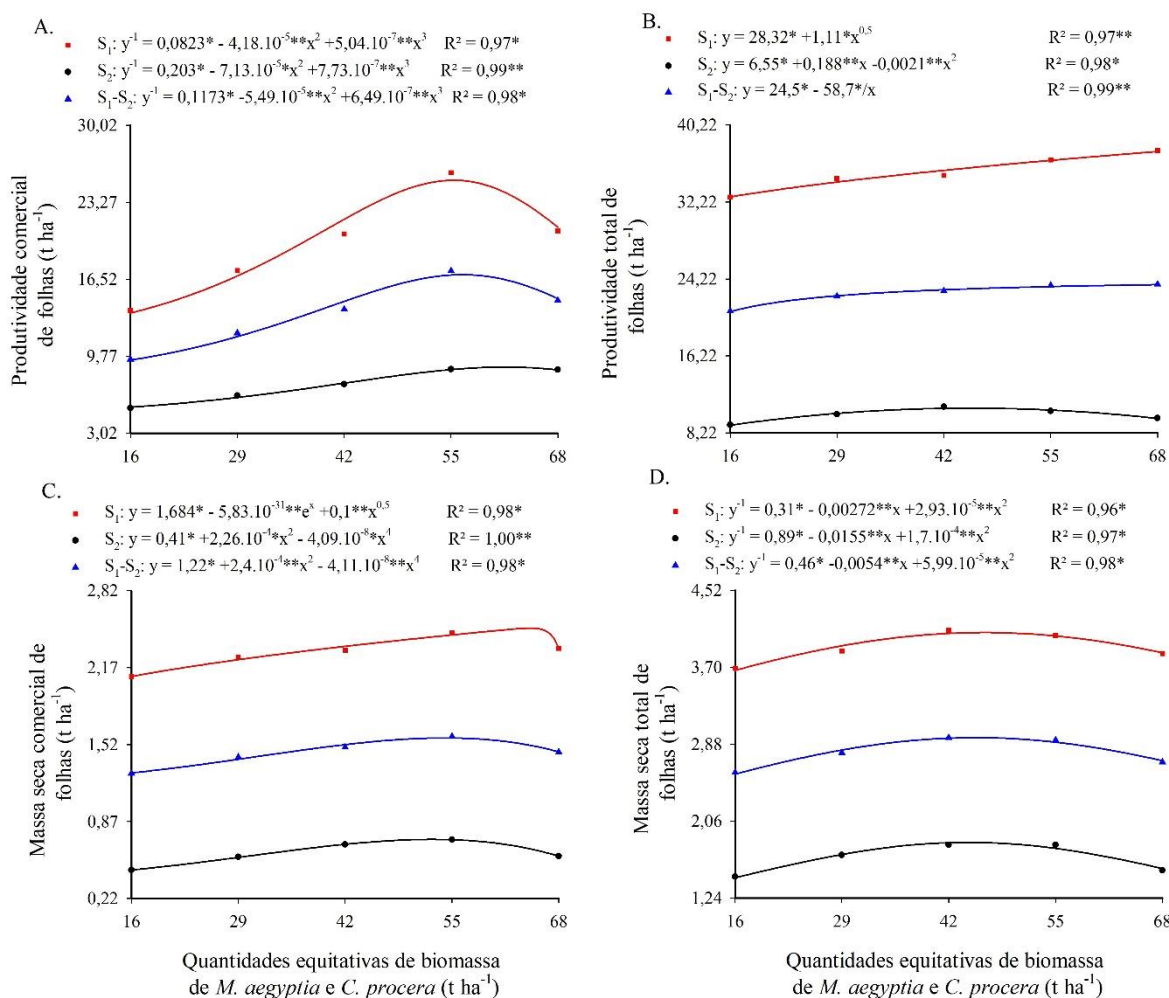 A.
S₁: y⁻¹ = 0,0823* - 4,18.10⁻⁵**x² +5,04.10⁻⁷**x³ R² = 0,97*
S₂: y⁻¹ = 0,203* - 7,13.10⁻⁵*x² +7,73.10⁻⁷**x³ R² = 0,99**
S₁-S₂: y⁻¹ = 0,1173* -5,49.10⁻⁵**x² +6,49.10⁻⁷**x³ R² = 0,98*
30,02
23,27
16,52
9,77
3,02
16 29 42 55 68
Produtividade comercial
de folhas (t ha⁻¹)
B.
S₁: y = 28,32* +1,11*x⁰,⁵ R² = 0,97**
S₂: y = 6,55* +0,188**x -0,0021**x² R² = 0,98*
S₁-S₂: y = 24,5* - 58,7*/x R² = 0,99**
40,22
32,22
24,22
16,22
8,22
16 29 42 55 68
Produtividade total de
folhas (t ha⁻¹)
C.
S₁: y = 1,684* - 5,83.10⁻³¹**eˣ +0,1**x⁰,⁵ R² = 0,98*
S₂: y = 0,41* +2,26.10⁻⁴*x² - 4,09.10⁻⁸*x⁴ R² = 1,00**
S₁-S₂: y = 1,22* +2,4.10⁻⁴**x² - 4,11.10⁻⁸**x⁴ R² = 0,98*
2,82
2,17
1,52
0,87
0,22
16 29 42 55 68
Massa seca comercial de
folhas (t ha⁻¹)
Quantidades equitativas de biomassa
de M. aegyptia e C. procera (t ha⁻¹)
D.
S₁: y⁻¹ = 0,31* - 0,00272**x +2,93.10⁻⁵**x² R² = 0,96*
S₂: y⁻¹ = 0,89* - 0,0155**x +1,7.10⁻⁴**x² R² = 0,97*
S₁-S₂: y⁻¹ = 0,46* -0,0054**x +5,99.10⁻⁵**x² R² = 0,98*
4,52
3,70
2,88
2,06
1,24
16 29 42 55 68
Massa seca total de
folhas (t ha⁻¹)
Quantidades equitativas de biomassa
de M. aegyptia e C. procera (t ha⁻¹)